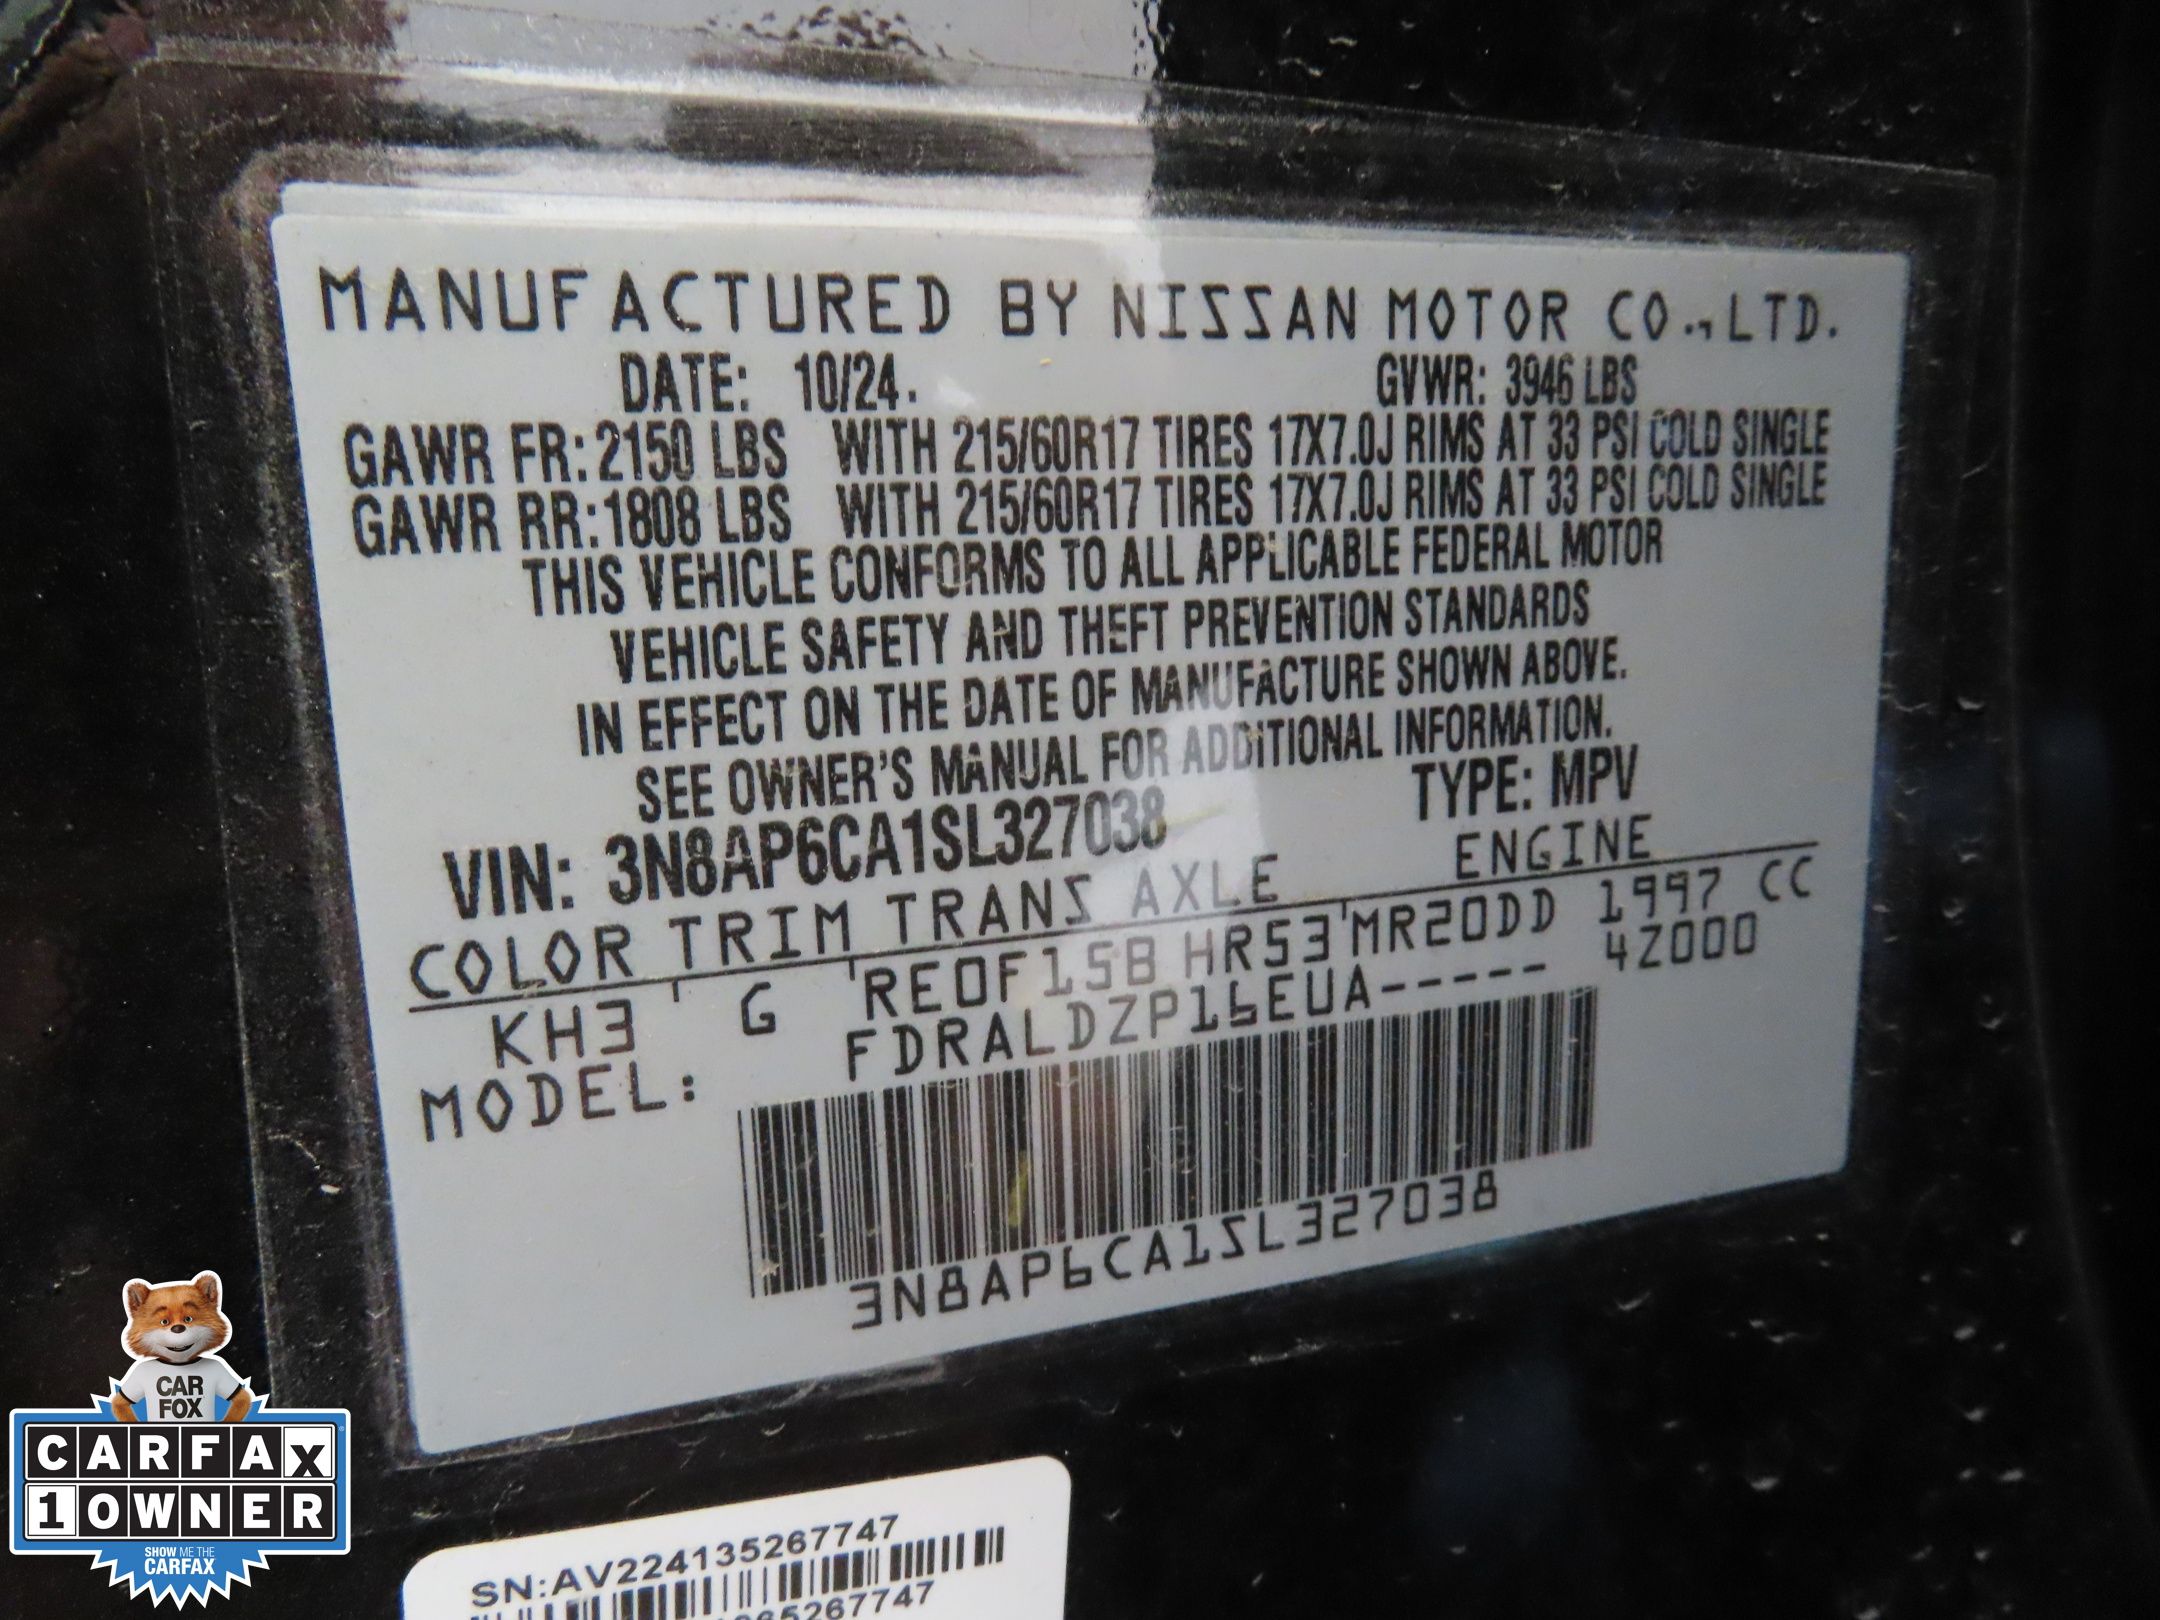 MANUFACTURED BY NISSAN MOTOR CO., LTD.
DATE: 10/24. GVWR: 3946 LBS
GAWR FR: 2150 LBS WITH 215/60R17 TIRES 17X7.0J RIMS AT 33 PSI COLD SINGLE
GAWR RR: 1808 LBS WITH 215/60R17 TIRES 17X7.0J RIMS AT 33 PSI COLD SINGLE
THIS VEHICLE CONFORMS TO ALL APPLICABLE FEDERAL MOTOR
VEHICLE SAFETY AND THEFT PREVENTION STANDARDS
IN EFFECT ON THE DATE OF MANUFACTURE SHOWN ABOVE.
SEE OWNER'S MANUAL FOR ADDITIONAL INFORMATION.
VIN: 3N8AP6CA1SL327038 TYPE: MPV
COLOR TRIM TRANS AXLE ENGINE
KH3 G RE0F15B HR53 MR20DD 1997 CC
MODEL: FDRALDZP16EUA----- 4Z000
3N8AP6CA1SL327038
SN:AV224135267747
CAR
FOX
CARFAX
1 OWNER
SHOW ME THE
CARFAX